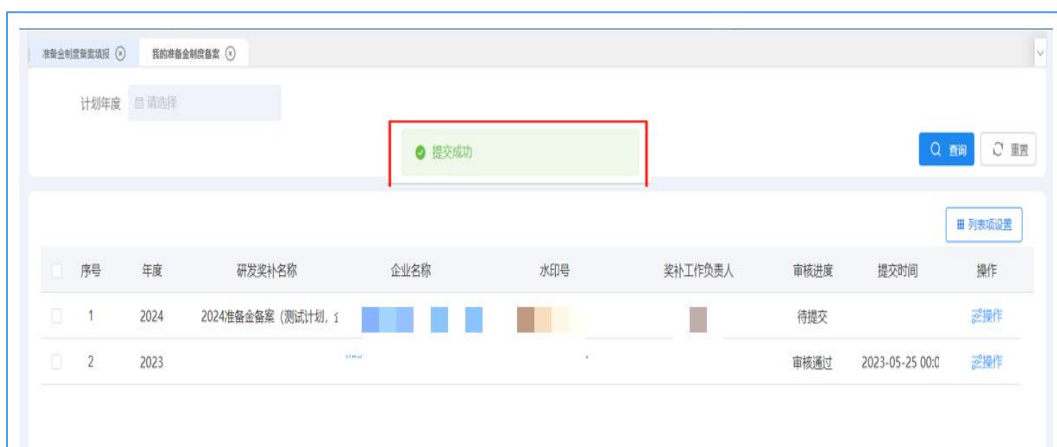 准备金制度备案填报 我的准备金制度备案
计划年度 请选择
提交成功
查询 重置
列表项设置
序号 年度 研发奖补名称 企业名称 水印号 奖补工作负责人 审核进度 提交时间 操作
1 2024 2024准备金备案（测试计划， 待提交 操作
2 2023 审核通过 2023-05-25 00:0 操作